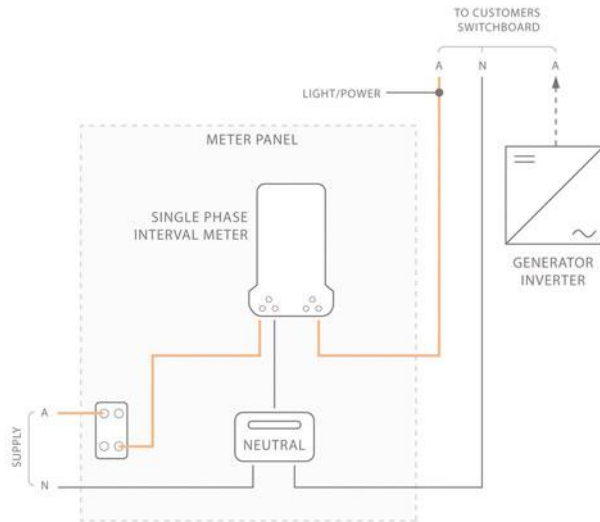 TO CUSTOMERS
SWITCHBOARD
A
N
A
LIGHT/POWER
METER PANEL
SINGLE PHASE
INTERVAL METER
GENERATOR
INVERTER
A
SUPPLY
NEUTRAL
N